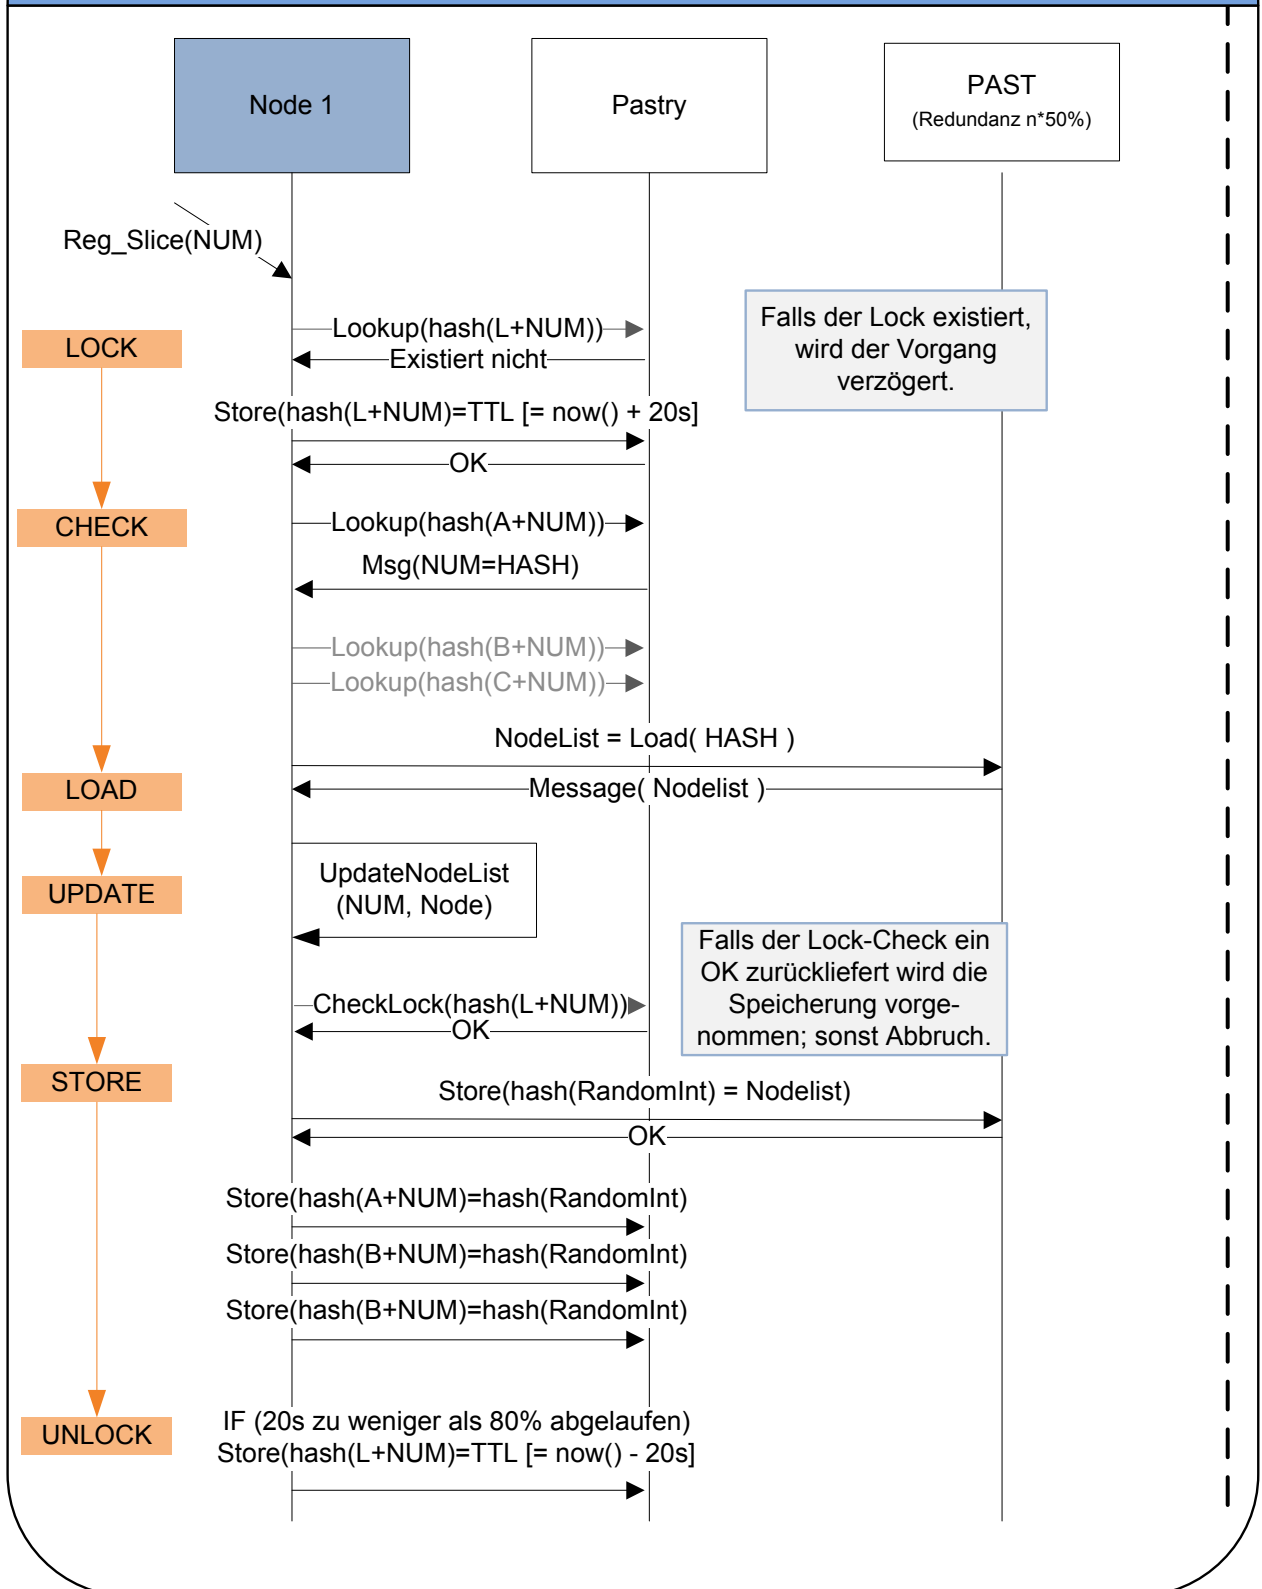 Node 1
Pastry
PAST
(Redundanz n*50%)
Reg_Slice(NUM)
Lookup(hash(L+NUM))
Falls der Lock existiert,
wird der Vorgang
verzögert.
LOCK
Existiert nicht
Store(hash(L+NUM)=TTL [= now() + 20s]
OK
CHECK
Lookup(hash(A+NUM))
Msg(NUM=HASH)
Lookup(hash(B+NUM))
Lookup(hash(C+NUM))
NodeList = Load( HASH )
LOAD
Message( Nodelist )
UPDATE
UpdateNodeList
(NUM, Node)
Falls der Lock-Check ein
OK zurückliefert wird die
Speicherung vorge-
nommen; sonst Abbruch.
CheckLock(hash(L+NUM))
OK
STORE
Store(hash(RandomInt) = Nodelist)
OK
Store(hash(A+NUM)=hash(RandomInt)
Store(hash(B+NUM)=hash(RandomInt)
Store(hash(B+NUM)=hash(RandomInt)
UNLOCK
IF (20s zu weniger als 80% abgelaufen)
Store(hash(L+NUM)=TTL [= now() - 20s]